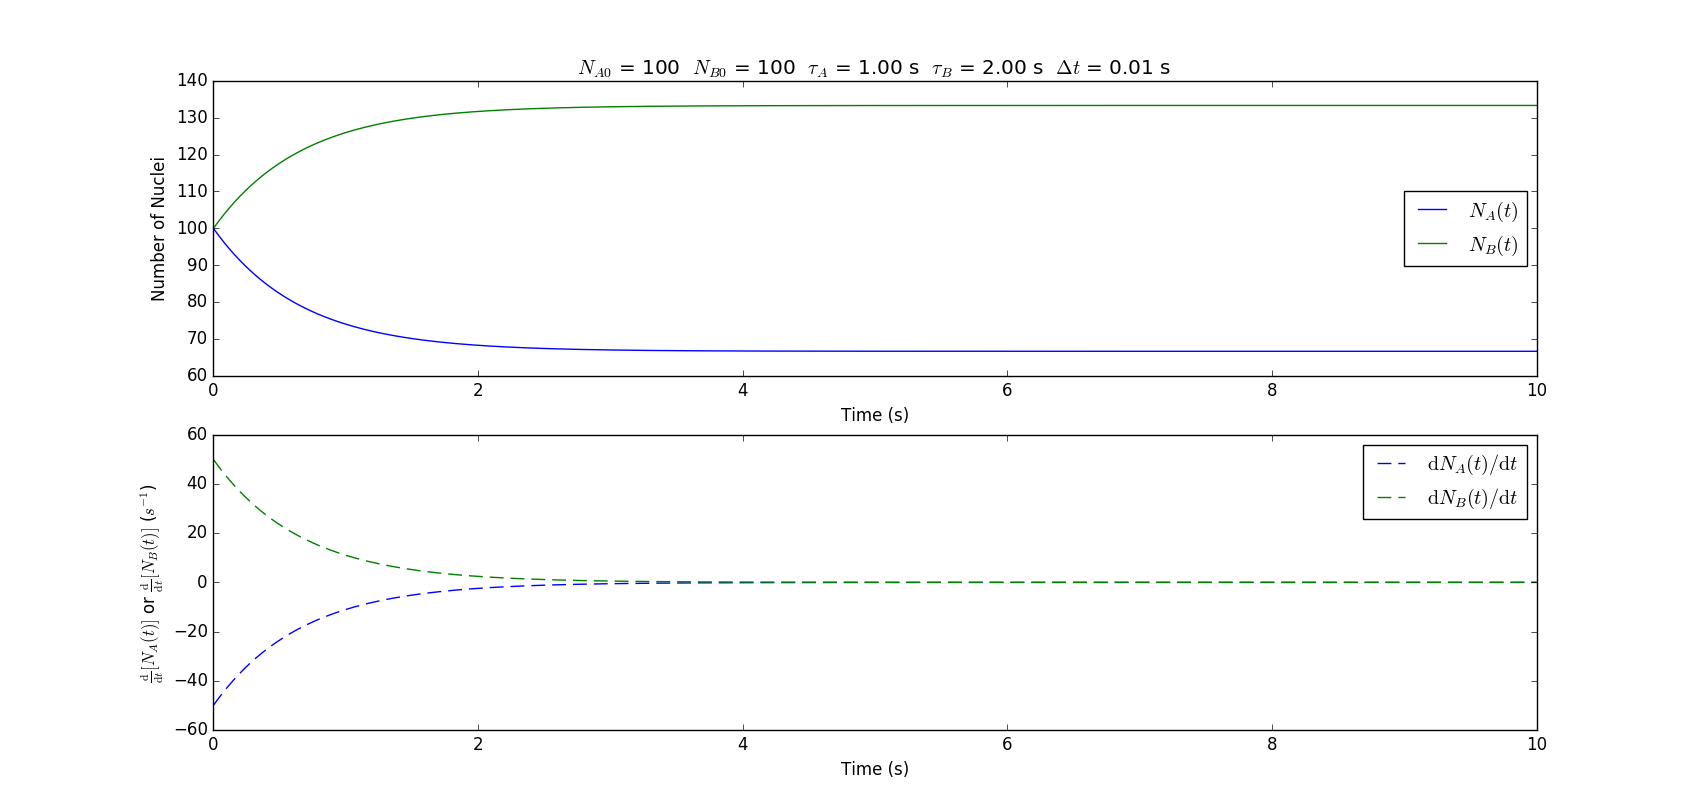 N_A0 = 100 N_B0 = 100 τ_A = 1.00 s τ_B = 2.00 s Δt = 0.01 s
140
130
120
110
100
90
80
70
60
Number of Nuclei
N_A(t)
N_B(t)
0 2 4 6 8 10
Time (s)
60
40
20
0
−20
−40
−60
d/dt[N_A(t)] or d/dt[N_B(t)] (s^−1)
dN_A(t)/dt
dN_B(t)/dt
0 2 4 6 8 10
Time (s)